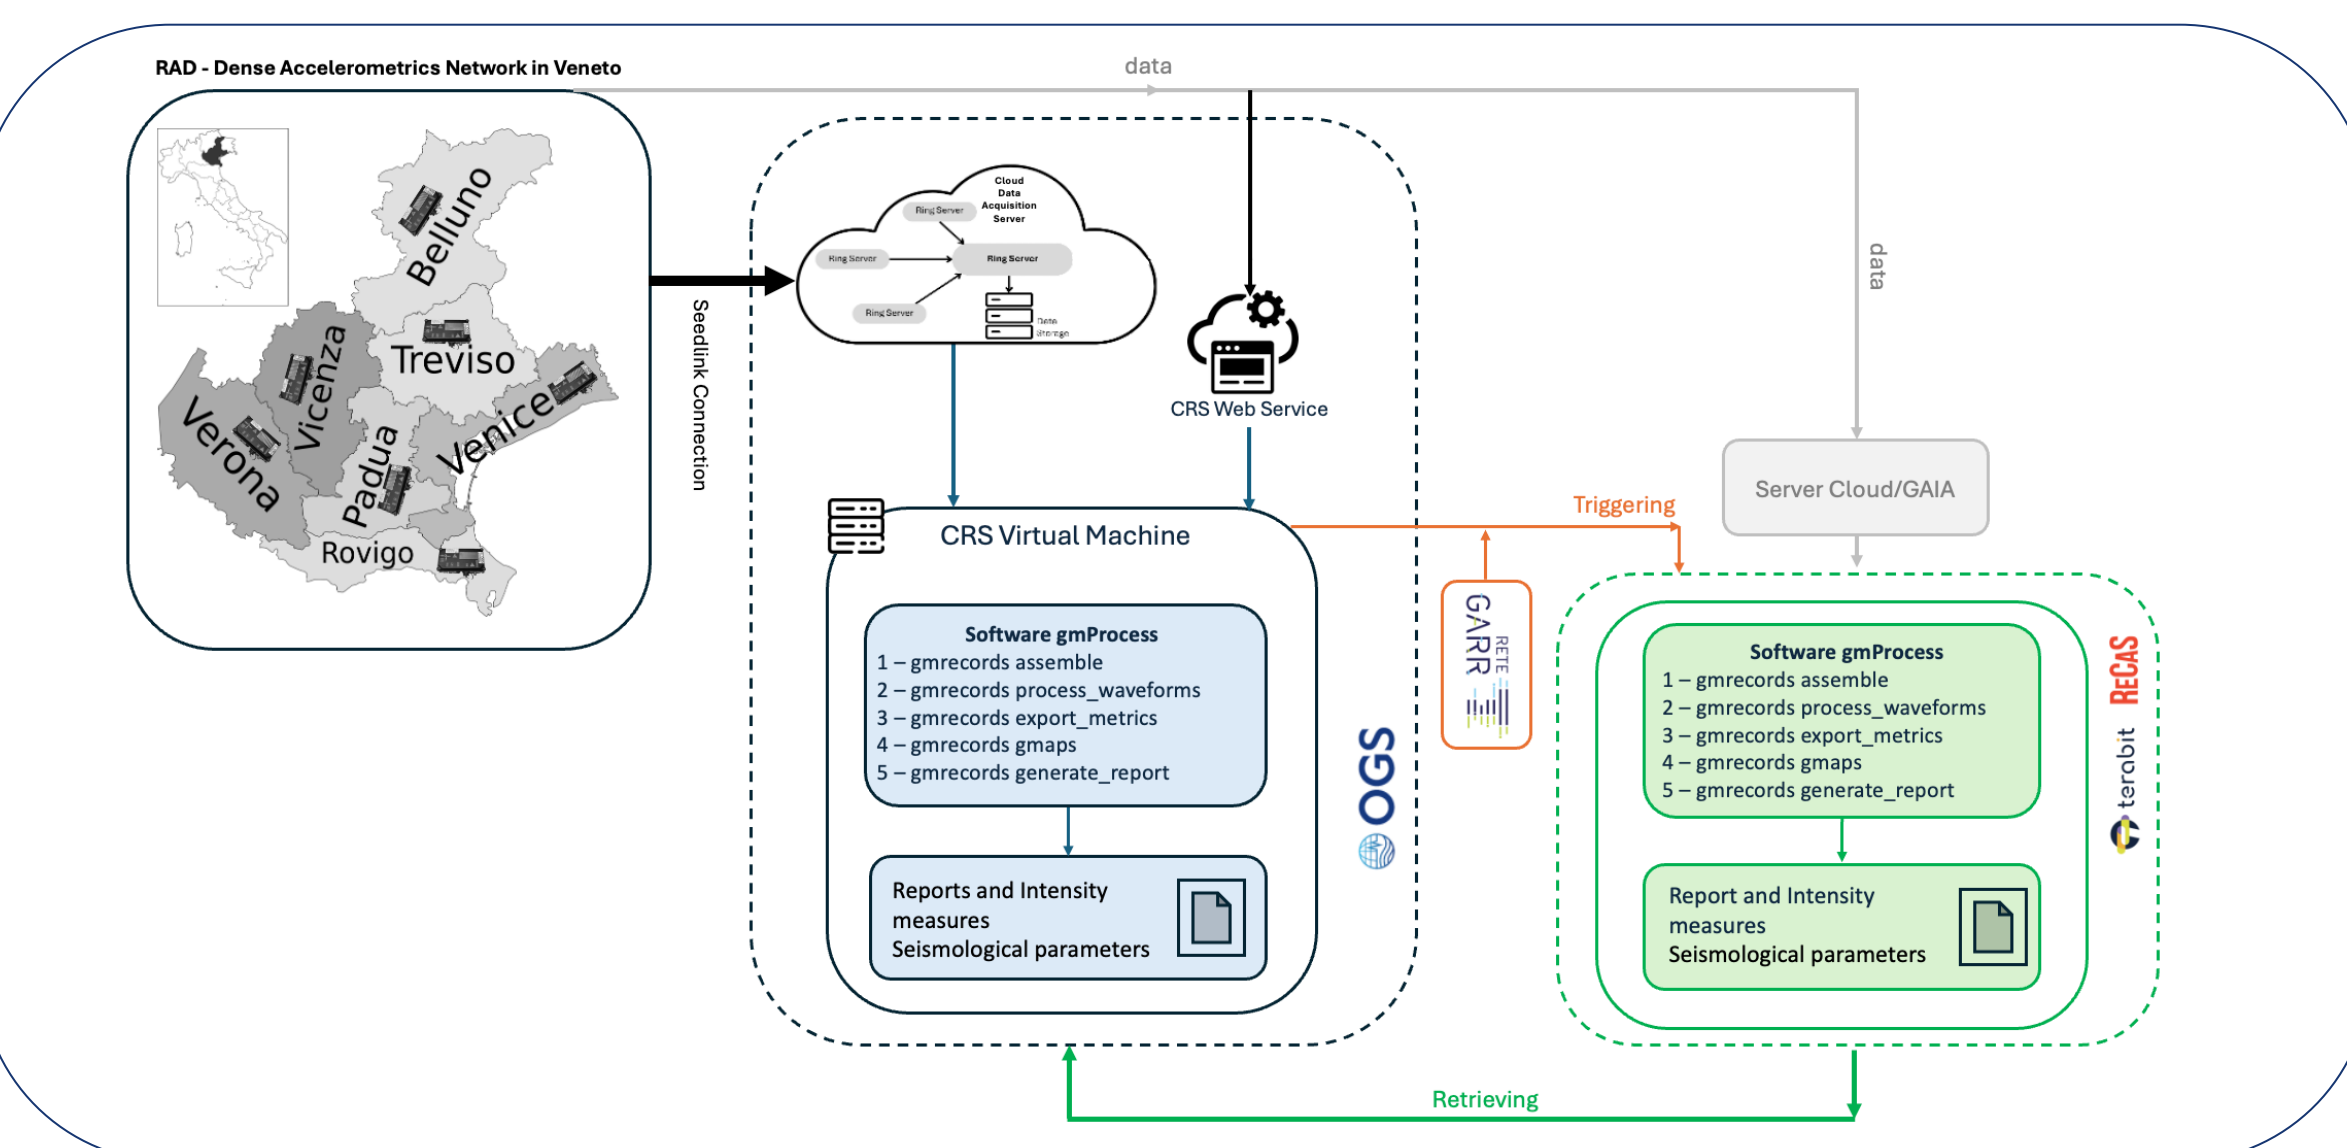 RAD - Dense Accelerometrics Network in Veneto
data
Belluno
Treviso
Vicenza
Verona
Padua
Venice
Rovigo
Seedlink Connection
Cloud
Data
Acquisition
Server
Ring Server
Ring Server
Ring Server
Ring Server
Data
Storage
CRS Web Service
data
Server Cloud/GAIA
Triggering
CRS Virtual Machine
Software gmProcess
1 – gmrecords assemble
2 – gmrecords process_waveforms
3 – gmrecords export_metrics
4 – gmrecords gmaps
5 – gmrecords generate_report
Reports and Intensity
measures
Seismological parameters
OGS
RETE
GARR
Software gmProcess
1 – gmrecords assemble
2 – gmrecords process_waveforms
3 – gmrecords export_metrics
4 – gmrecords gmaps
5 – gmrecords generate_report
Report and Intensity
measures
Seismological parameters
ReCaS
terabit
Retrieving